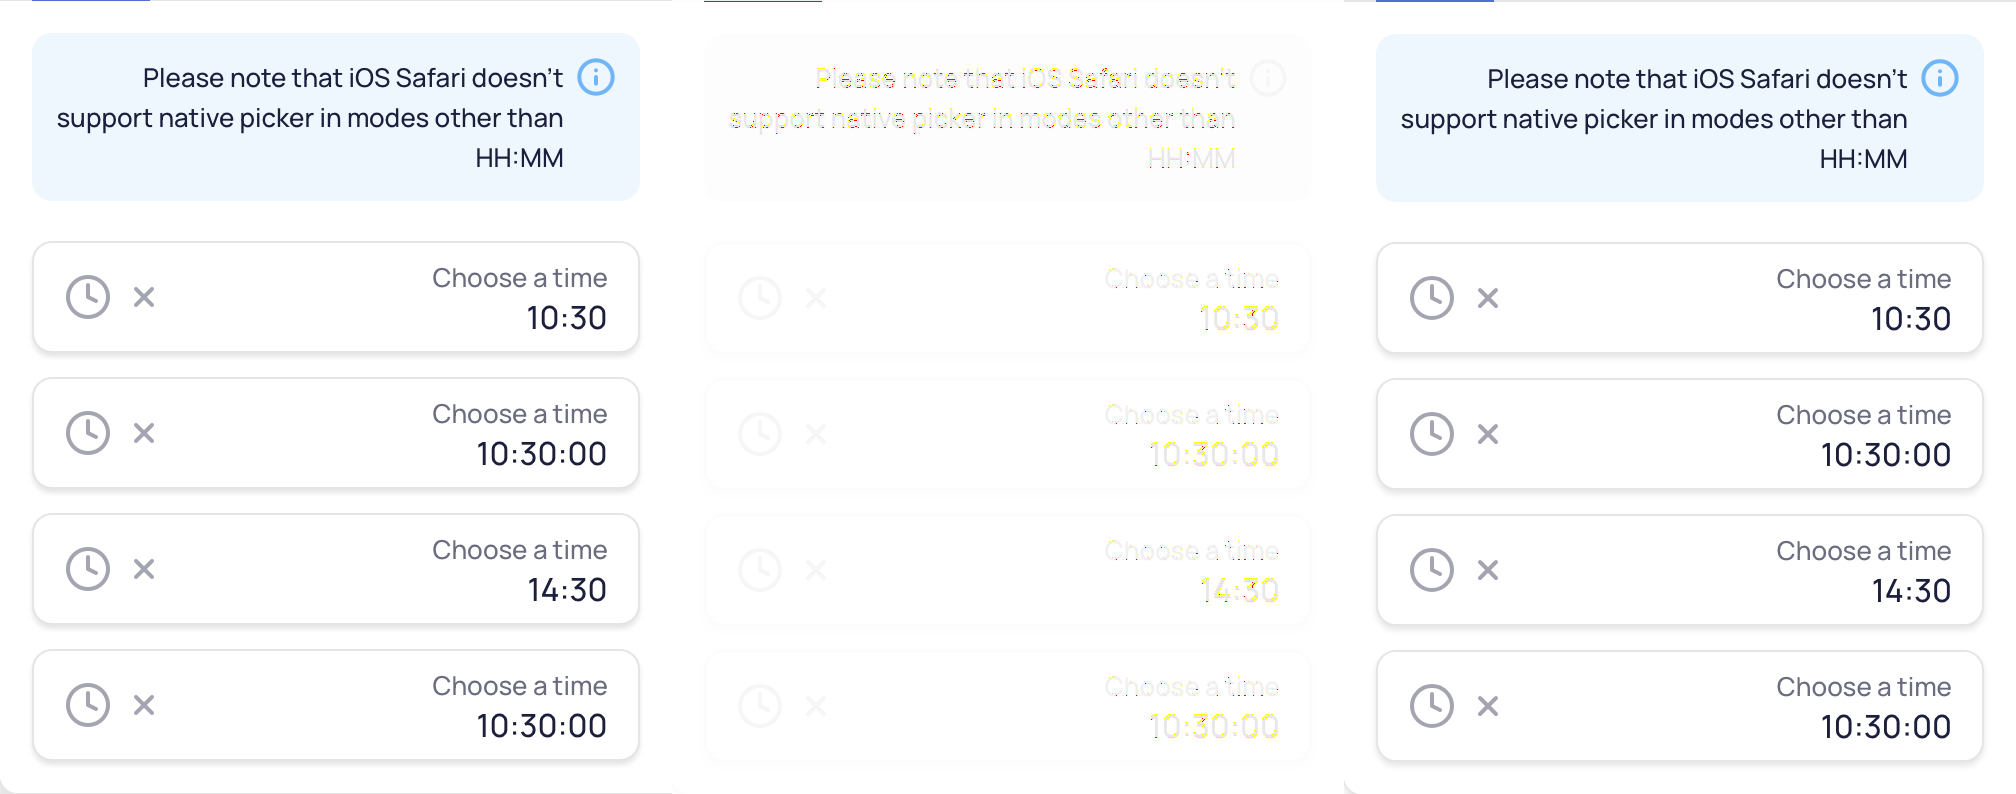 Please note that iOS Safari doesn't
support native picker in modes other than
HH:MM
Choose a time
10:30
Choose a time
10:30:00
Choose a time
14:30
Choose a time
10:30:00
Please note that iOS Safari doesn't
support native picker in modes other than
HH:MM
Choose a time
10:30
Choose a time
10:30:00
Choose a time
14:30
Choose a time
10:30:00
Please note that iOS Safari doesn't
support native picker in modes other than
HH:MM
Choose a time
10:30
Choose a time
10:30:00
Choose a time
14:30
Choose a time
10:30:00